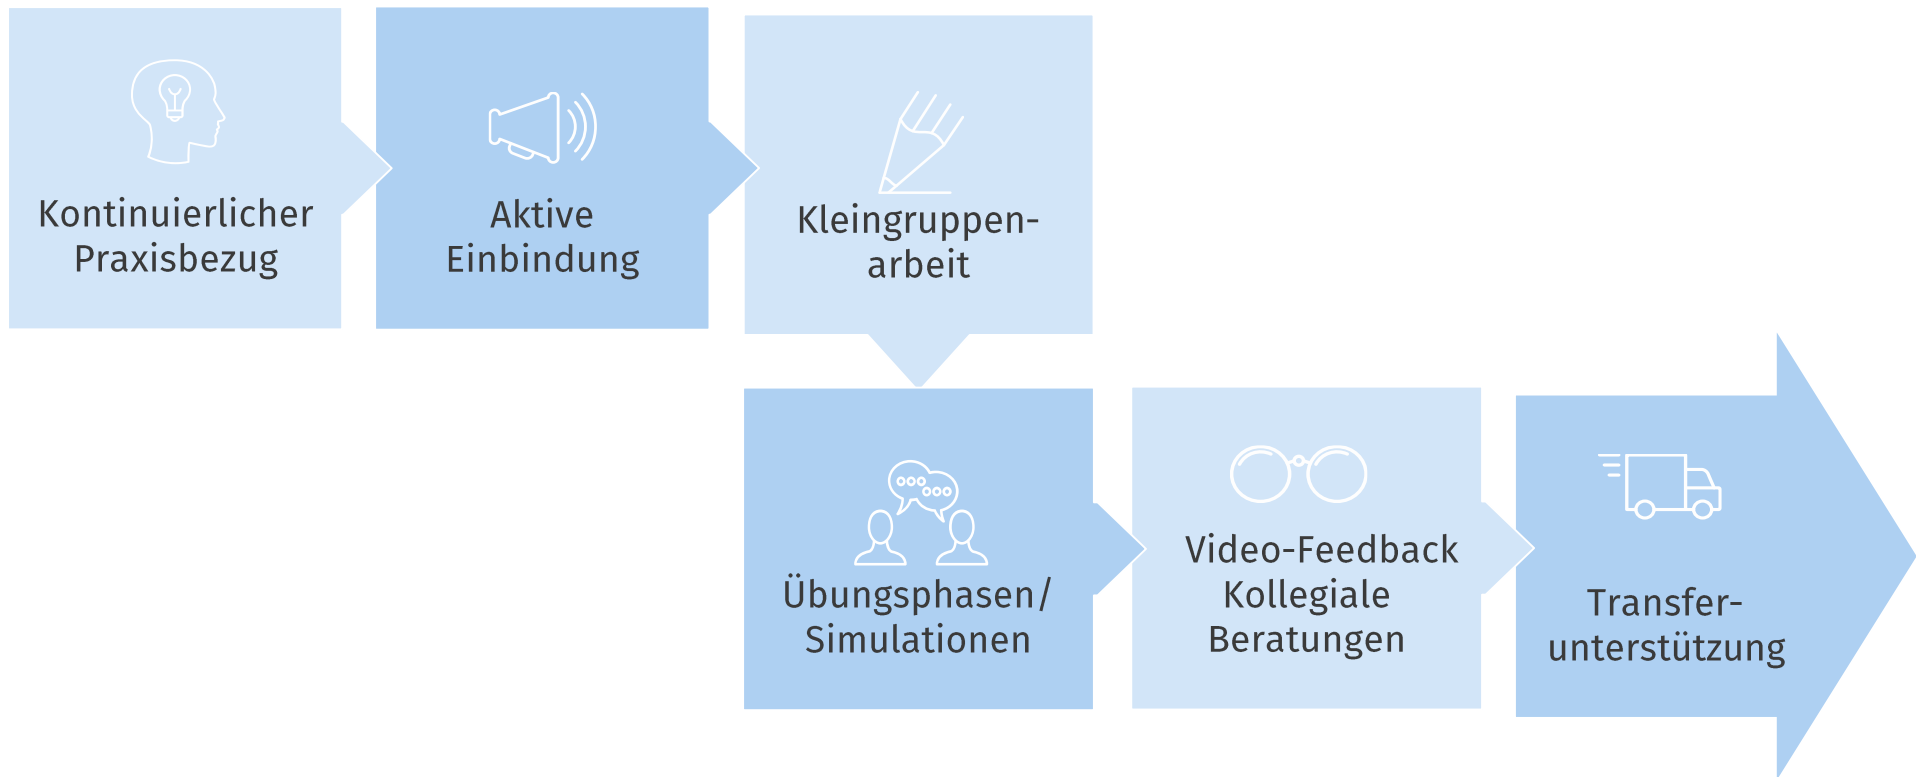 Kontinuierlicher
Praxisbezug
Aktive
Einbindung
Kleingruppen-
arbeit
Übungsphasen/
Simulationen
Video-Feedback
Kollegiale
Beratungen
Transfer-
unterstützung